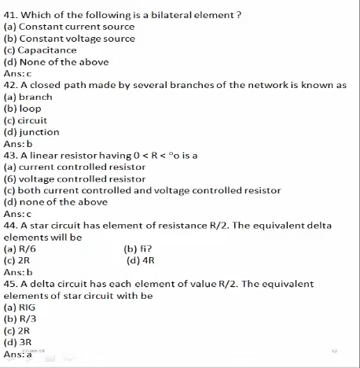 41. Which of the following is a bilateral element ?
(a) Constant current source
(b) Constant voltage source
(c) Capacitance
(d) None of the above
Ans: c
42. A closed path made by several branches of the network is known as
(a) branch
(b) loop
(c) circuit
(d) junction
Ans: b
43. A linear resistor having 0 < R < °o is a
(a) current controlled resistor
(6) voltage controlled resistor
(c) both current controlled and voltage controlled resistor
(d) none of the above
Ans: c
44. A star circuit has element of resistance R/2. The equivalent delta
elements will be
(a) R/6 (b) fi?
(c) 2R (d) 4R
Ans: b
45. A delta circuit has each element of value R/2. The equivalent
elements of star circuit with be
(a) RIG
(b) R/3
(c) 2R
(d) 3R
Ans: a